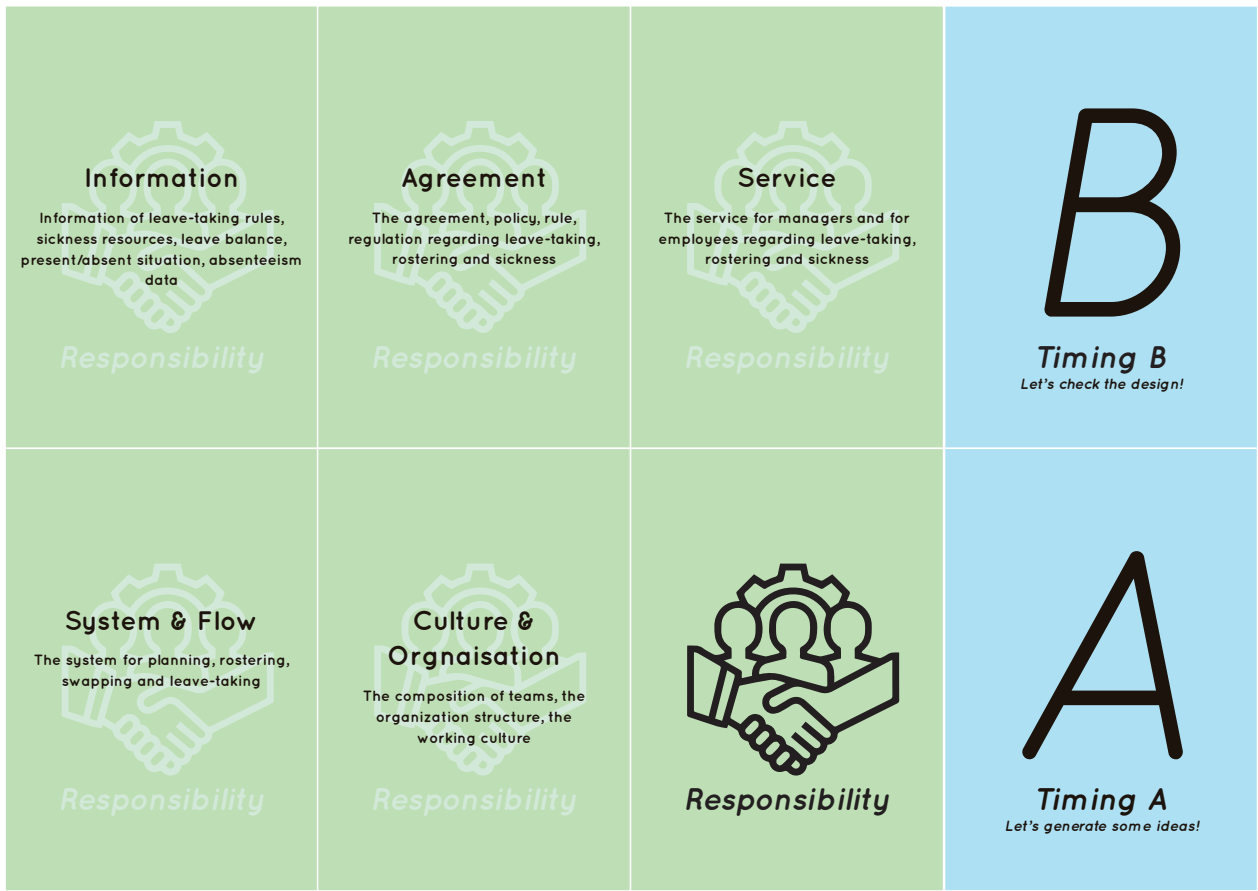 Information
Information of leave-taking rules,
sickness resources, leave balance,
present/absent situation, absenteeism
data
Responsibility
Agreement
The agreement, policy, rule,
regulation regarding leave-taking,
rostering and sickness
Responsibility
Service
The service for managers and for
employees regarding leave-taking,
rostering and sickness
Responsibility
B
Timing B
Let's check the design!
System & Flow
The system for planning, rostering,
swapping and leave-taking
Responsibility
Culture &
Orgnaisation
The composition of teams, the
organization structure, the
working culture
Responsibility
Responsibility
A
Timing A
Let's generate some ideas!